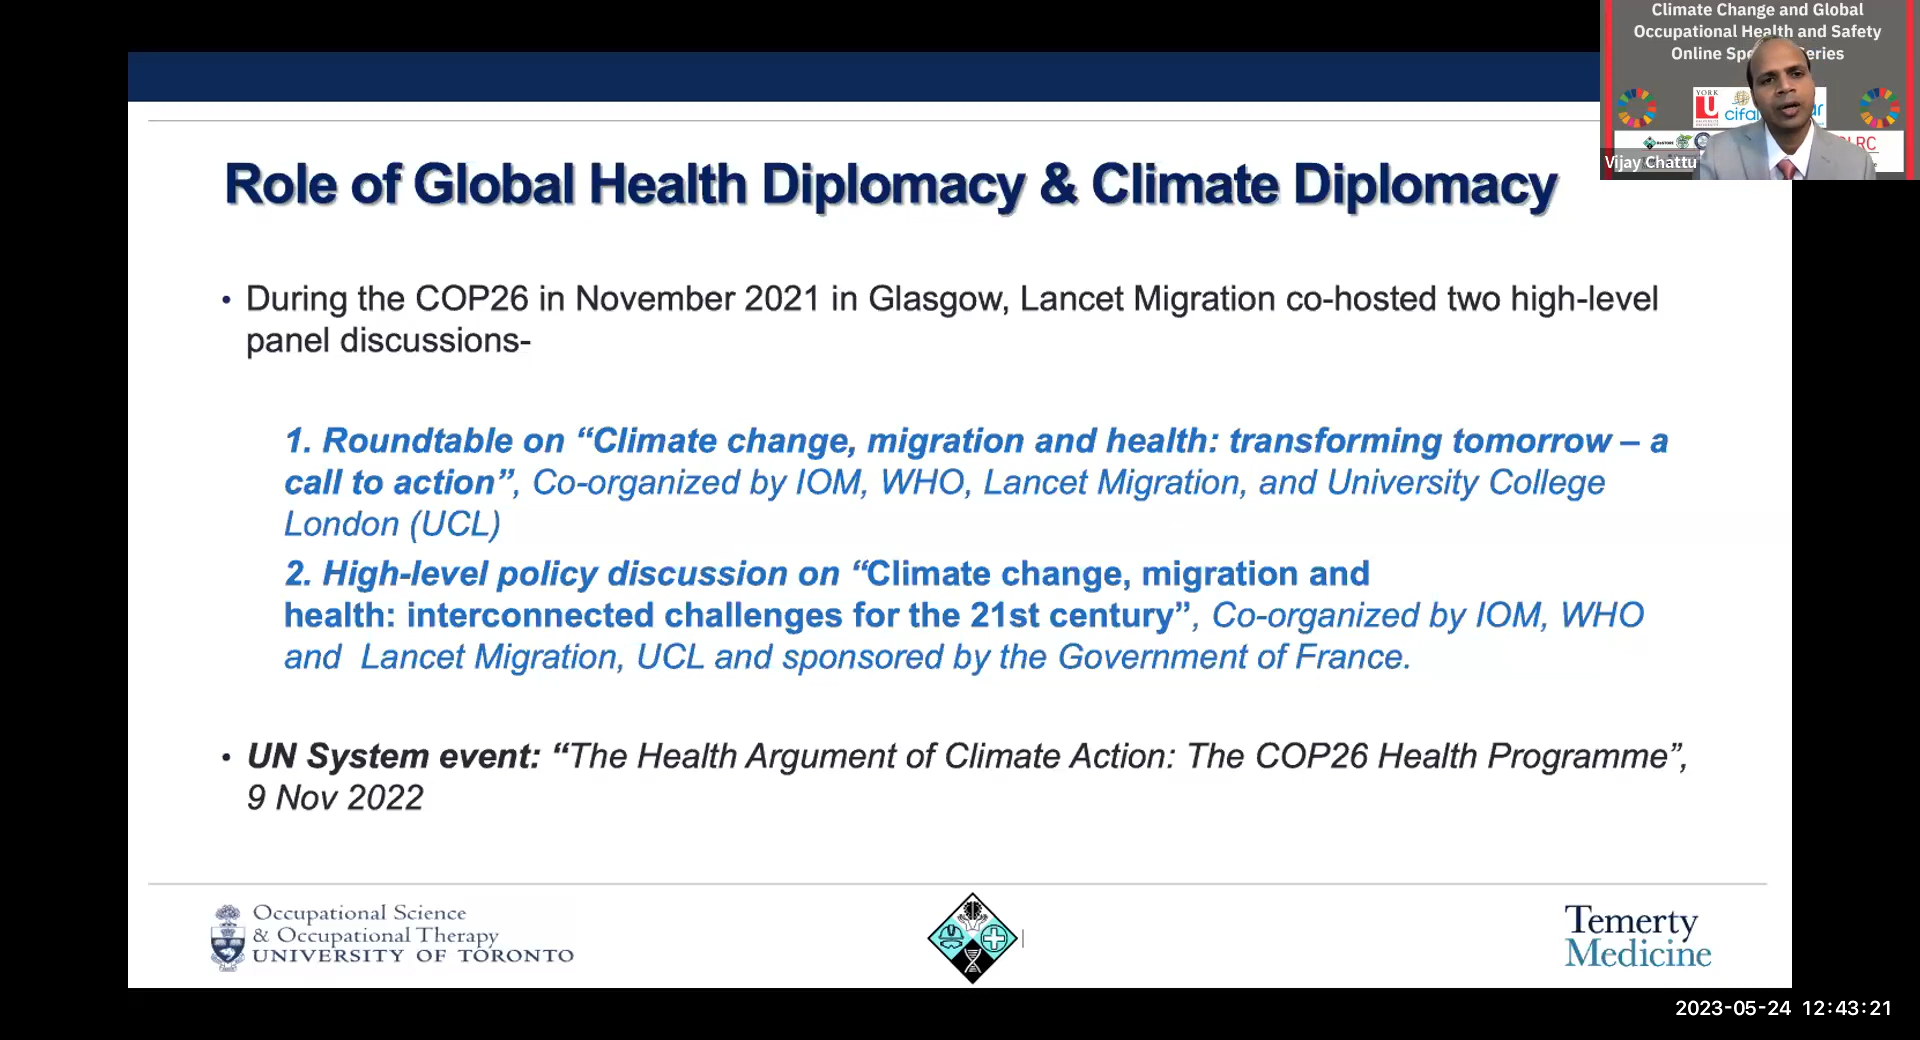 Climate Change and Global
Occupational Health and Safety
Online Spe
eries
YORK
U
cifal
Vijay Chattu
Role of Global Health Diplomacy & Climate Diplomacy
• During the COP26 in November 2021 in Glasgow, Lancet Migration co-hosted two high-level
panel discussions-
1. Roundtable on “Climate change, migration and health: transforming tomorrow – a
call to action”, Co-organized by IOM, WHO, Lancet Migration, and University College
London (UCL)
2. High-level policy discussion on “Climate change, migration and
health: interconnected challenges for the 21st century”, Co-organized by IOM, WHO
and Lancet Migration, UCL and sponsored by the Government of France.
• UN System event: “The Health Argument of Climate Action: The COP26 Health Programme”,
9 Nov 2022
Occupational Science
& Occupational Therapy
UNIVERSITY OF TORONTO
Temerty
Medicine
2023-05-24 12:43:21